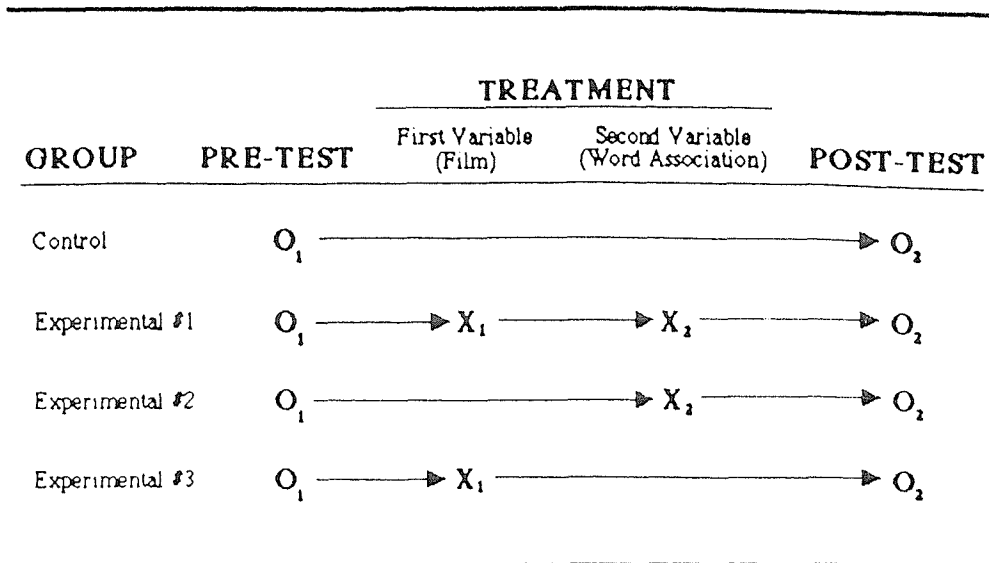 TREATMENT
First Variable Second Variable
GROUP PRE-TEST (Film) (Word Association) POST-TEST
Control O1 O2
Experimental #1 O1 X1 X2 O2
Experimental #2 O1 X2 O2
Experimental #3 O1 X1 O2